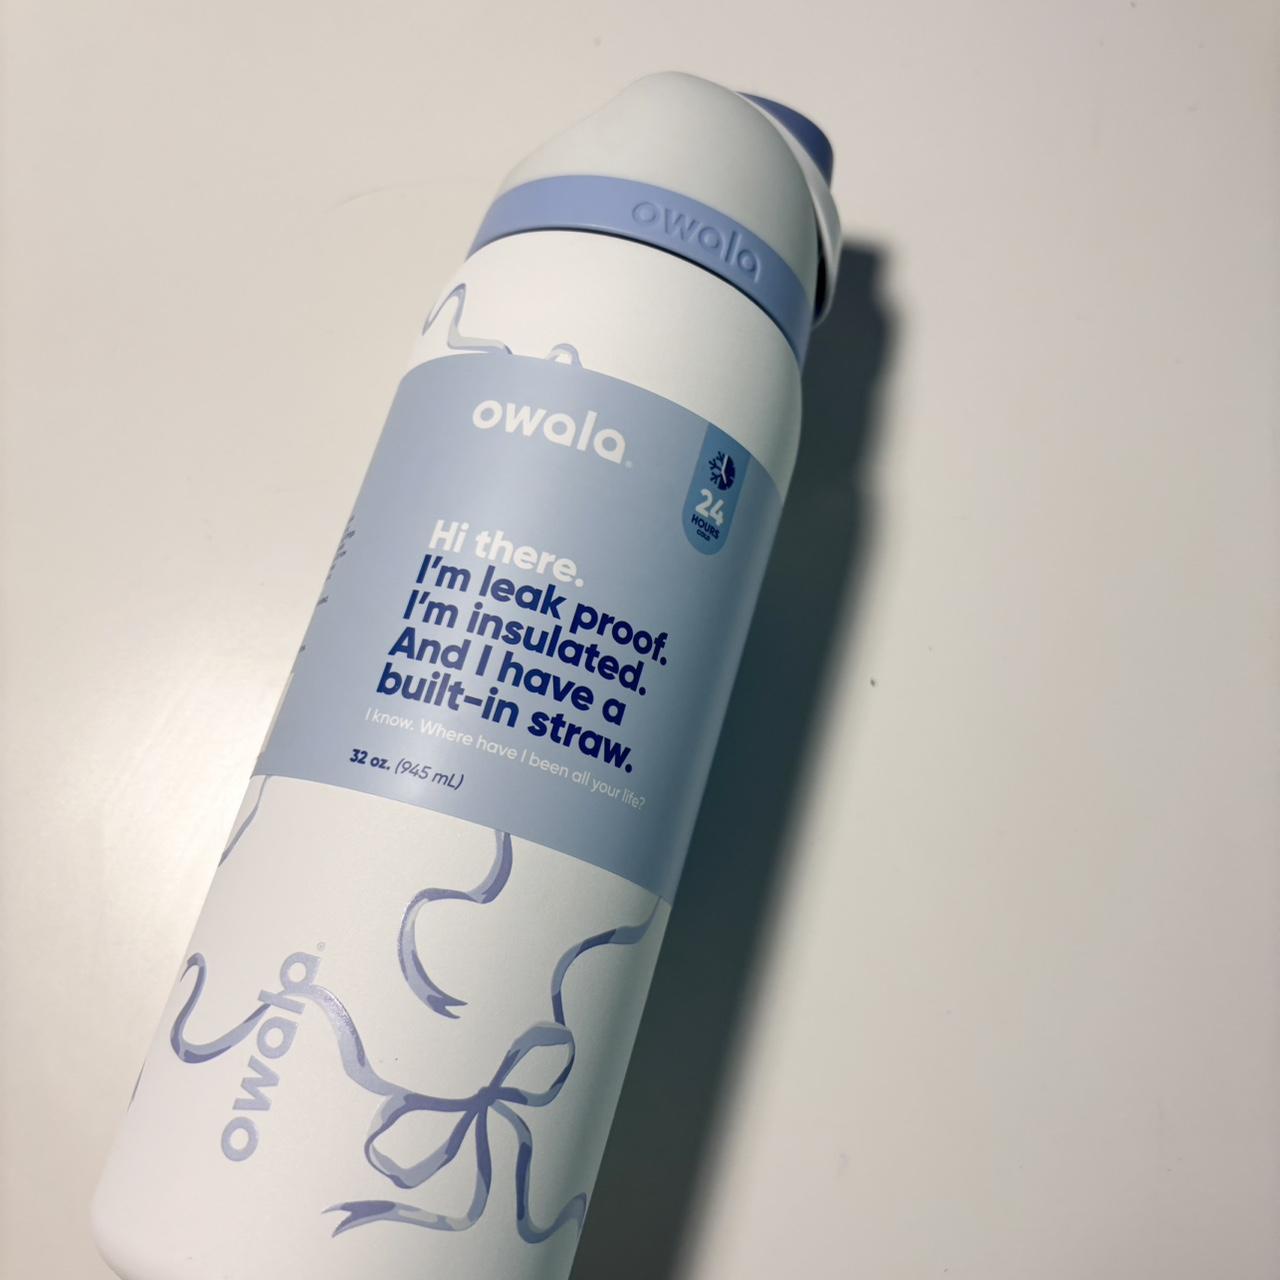 owala
owala®
24
HOURS
COLD
Hi there.
I'm leak proof.
I'm insulated.
And I have a
built-in straw.
I know. Where have I been all your life?
32 oz. (945 mL)
owala®